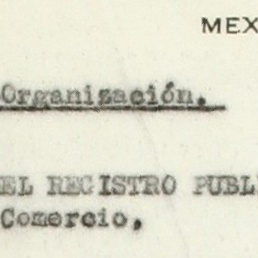 MEX
Organización.
EL REGISTRO PUBL
Comercio,